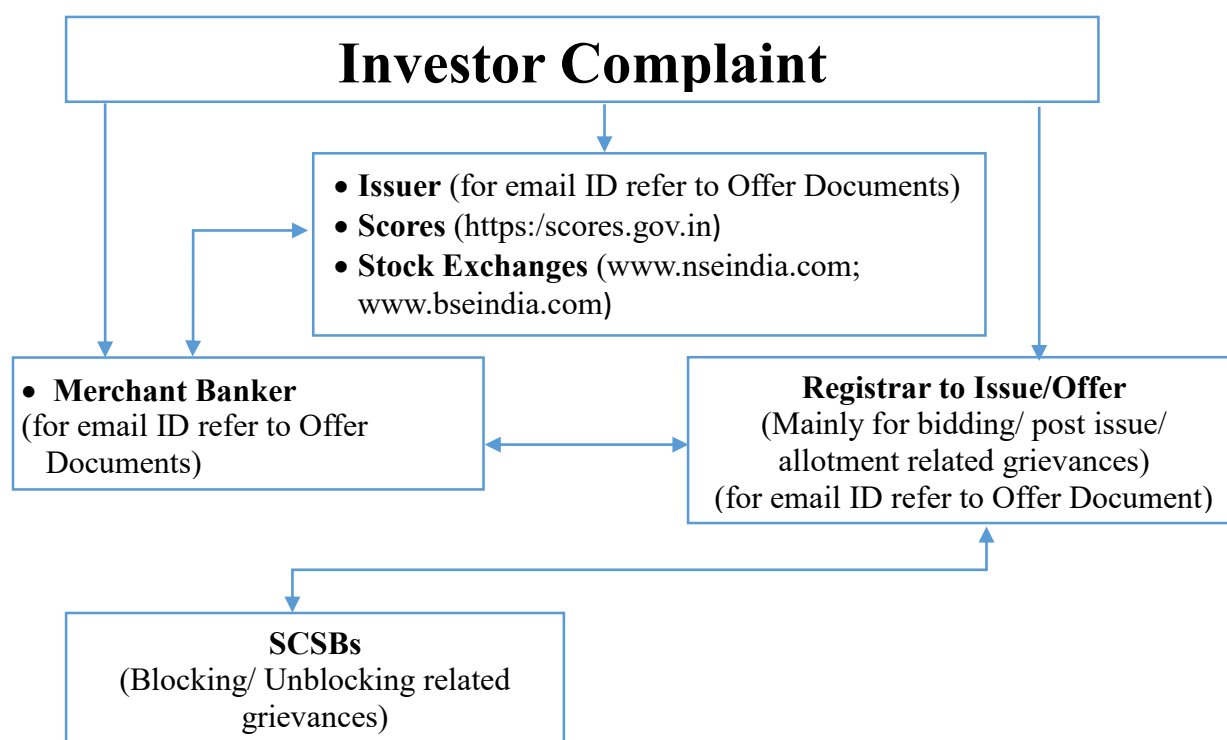 Investor Complaint
• Issuer (for email ID refer to Offer Documents)
• Scores (https:/scores.gov.in)
• Stock Exchanges (www.nseindia.com;
www.bseindia.com)
• Merchant Banker
(for email ID refer to Offer
Documents)
Registrar to Issue/Offer
(Mainly for bidding/ post issue/
allotment related grievances)
(for email ID refer to Offer Document)
SCSBs
(Blocking/ Unblocking related
grievances)